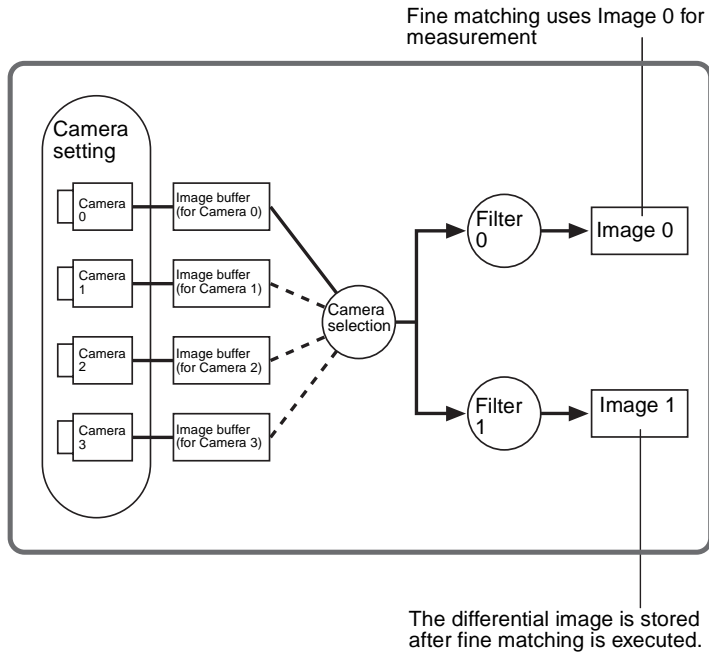 Fine matching uses Image 0 for
measurement
Camera
setting
Camera
0
Image buffer
(for Camera 0)
Camera
1
Image buffer
(for Camera 1)
Camera
2
Image buffer
(for Camera 2)
Camera
3
Image buffer
(for Camera 3)
Camera
selection
Filter
0
Image 0
Filter
1
Image 1
The differential image is stored
after fine matching is executed.